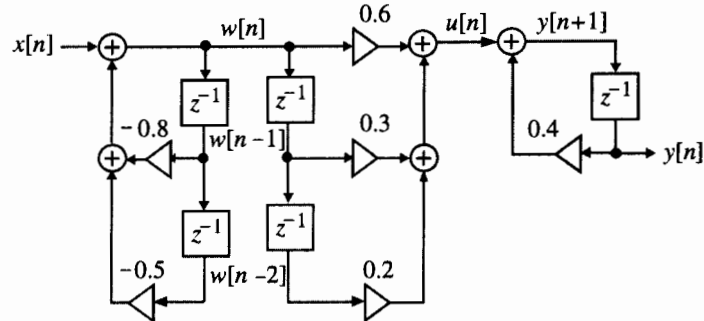 x[n] w[n] 0.6 u[n] y[n+1]
z⁻¹ z⁻¹ z⁻¹
−0.8 w[n−1] 0.3 0.4 y[n]
z⁻¹ z⁻¹
−0.5 w[n−2] 0.2